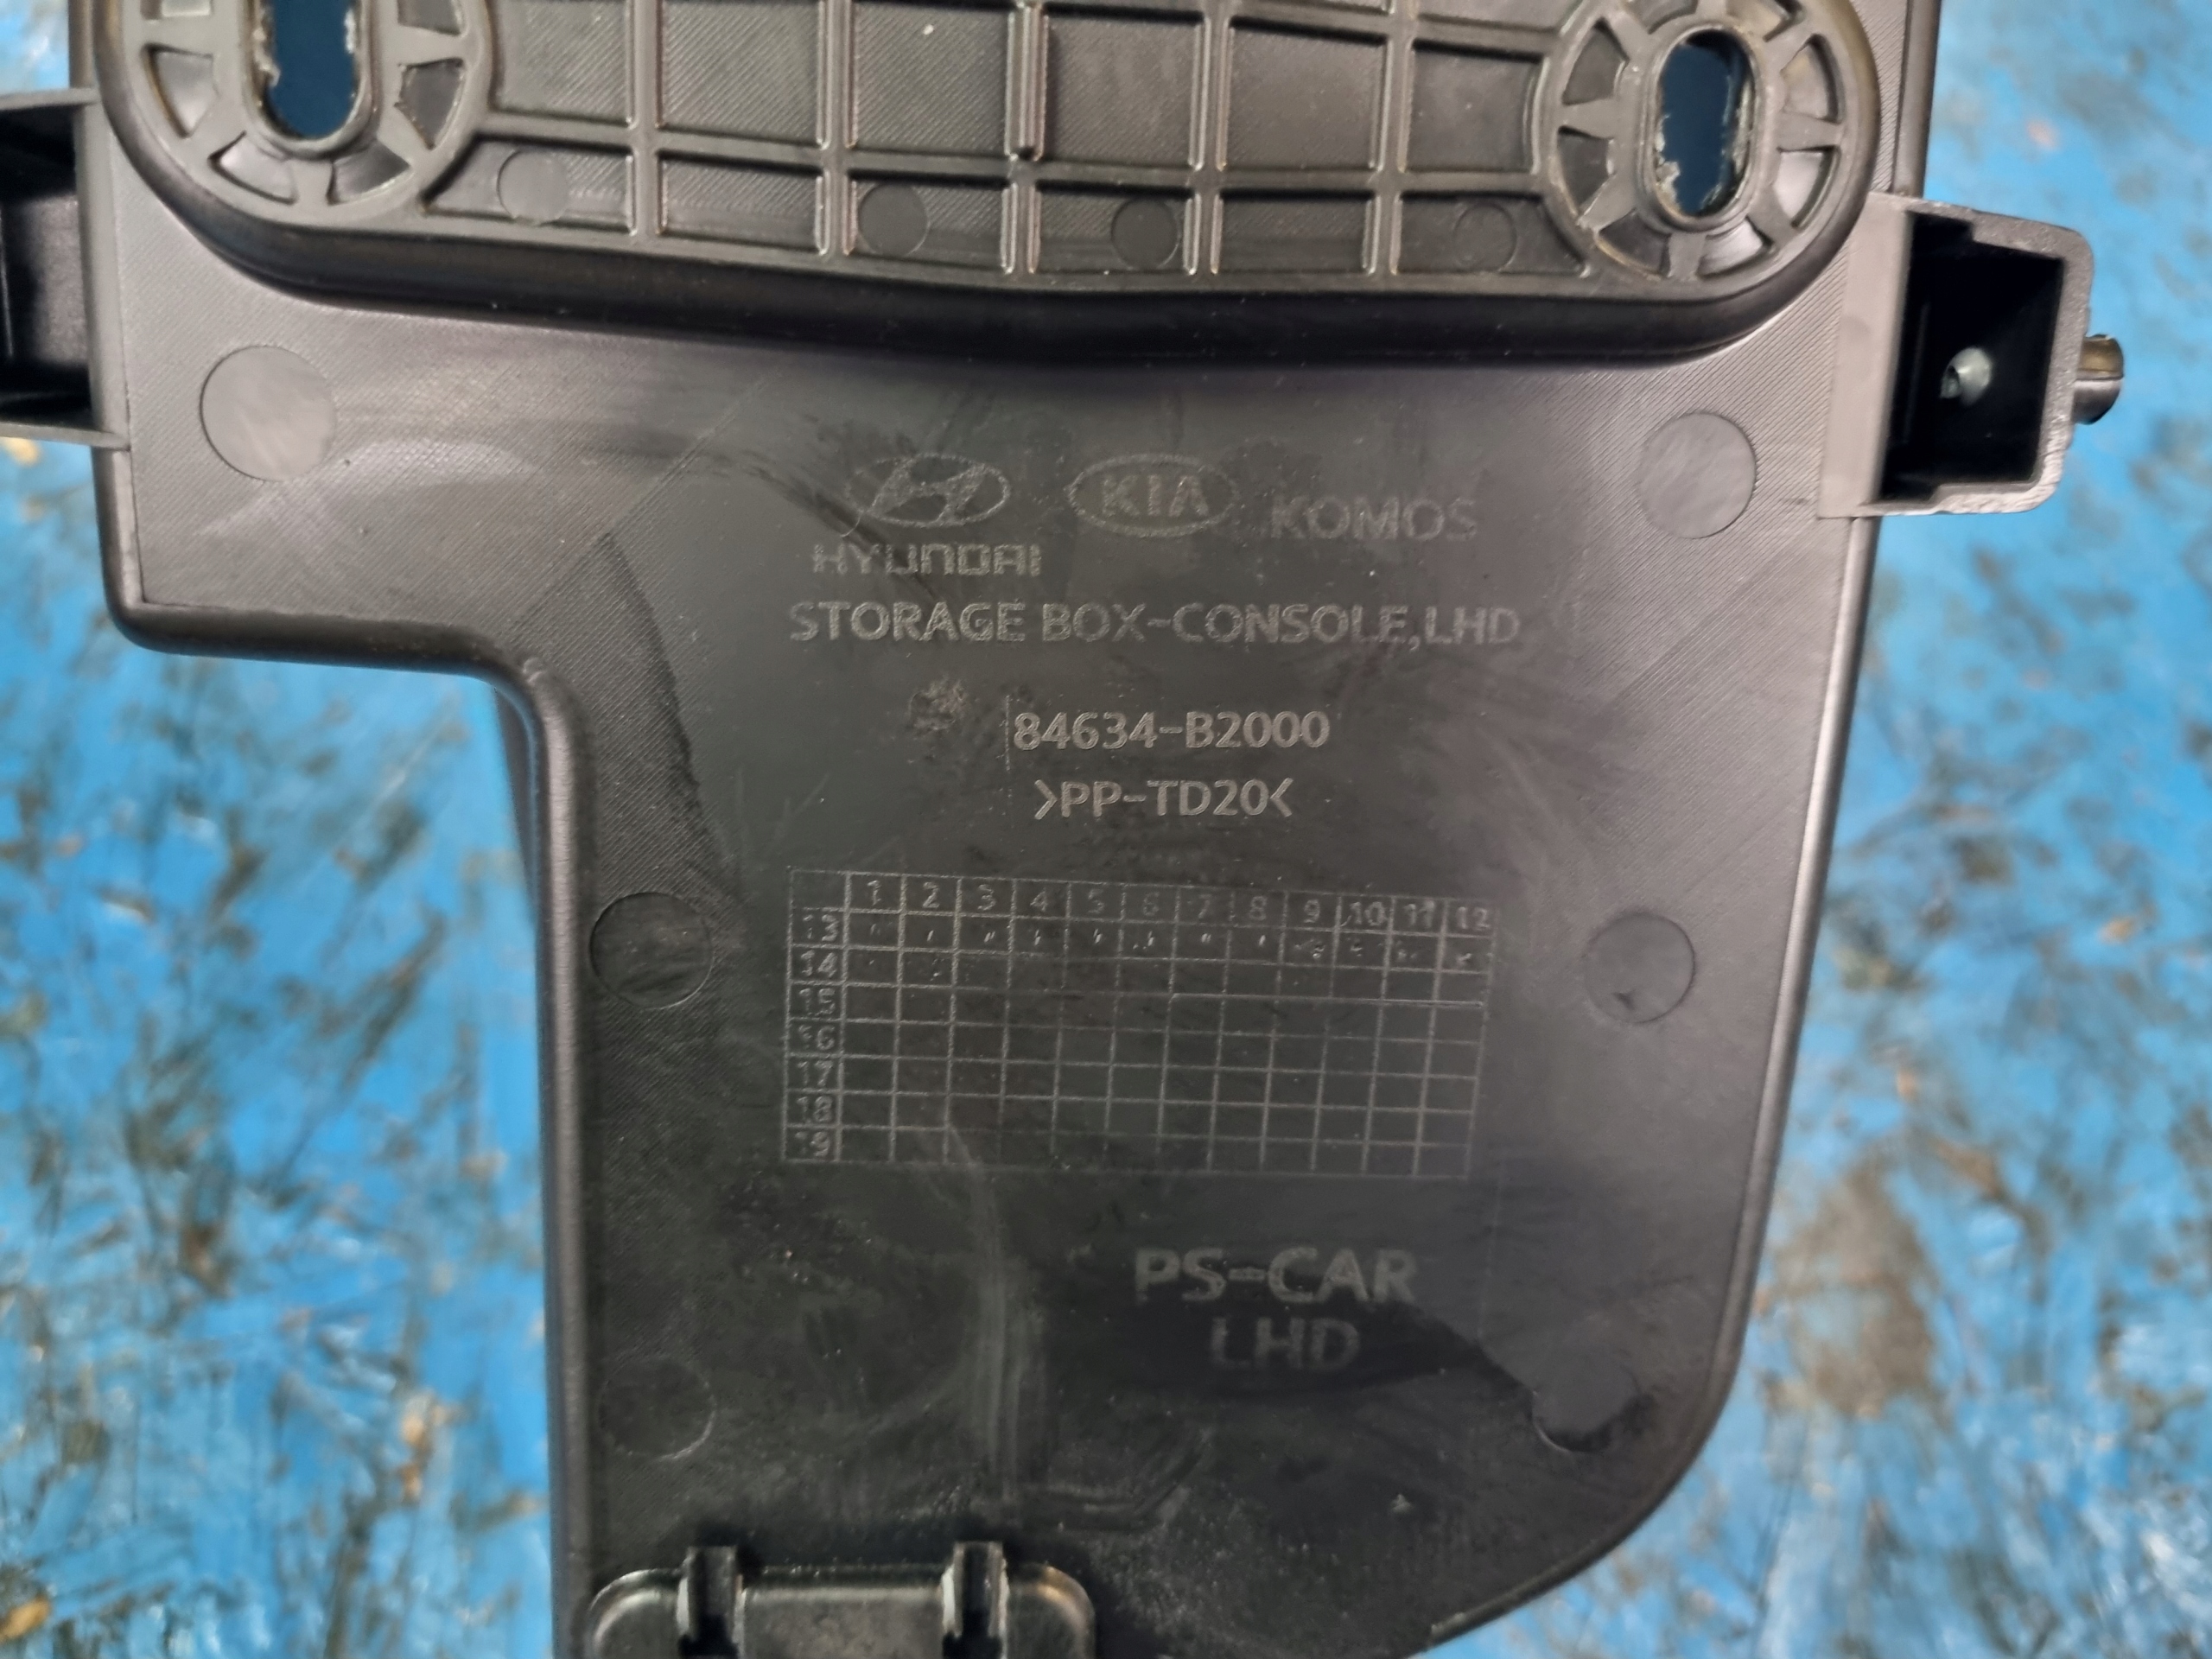 KIA KOMOS
HYUNDAI
STORAGE BOX-CONSOLE,LHD
84634-B2000
>PP-TD20<
1 2 3 4 5 6 7 8 9 10 11 12
13
14
15
16
17
18
19
PS-CAR
LHD